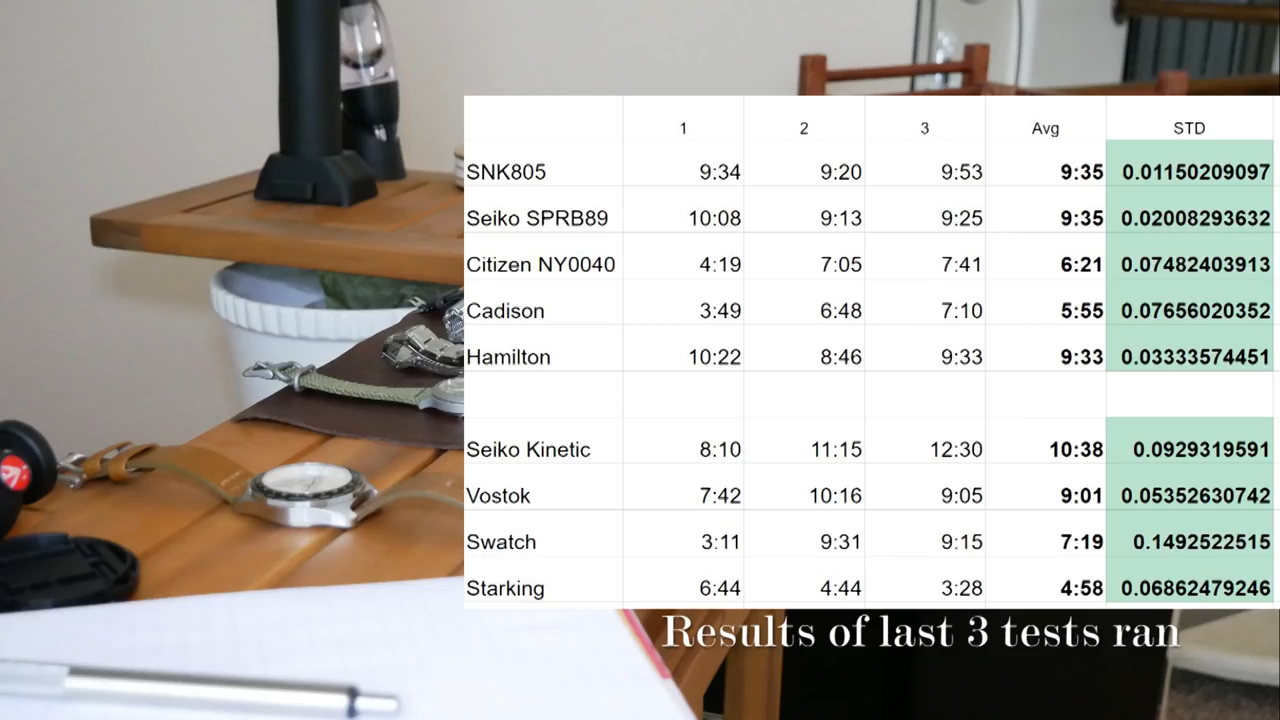 1 2 3 Avg STD
SNK805 9:34 9:20 9:53 9:35 0.01150209097
Seiko SPRB89 10:08 9:13 9:25 9:35 0.02008293632
Citizen NY0040 4:19 7:05 7:41 6:21 0.07482403913
Cadison 3:49 6:48 7:10 5:55 0.07656020352
Hamilton 10:22 8:46 9:33 9:33 0.03333574451
Seiko Kinetic 8:10 11:15 12:30 10:38 0.0929319591
Vostok 7:42 10:16 9:05 9:01 0.05352630742
Swatch 3:11 9:31 9:15 7:19 0.1492522515
Starking 6:44 4:44 3:28 4:58 0.06862479246
Results of last 3 tests ran